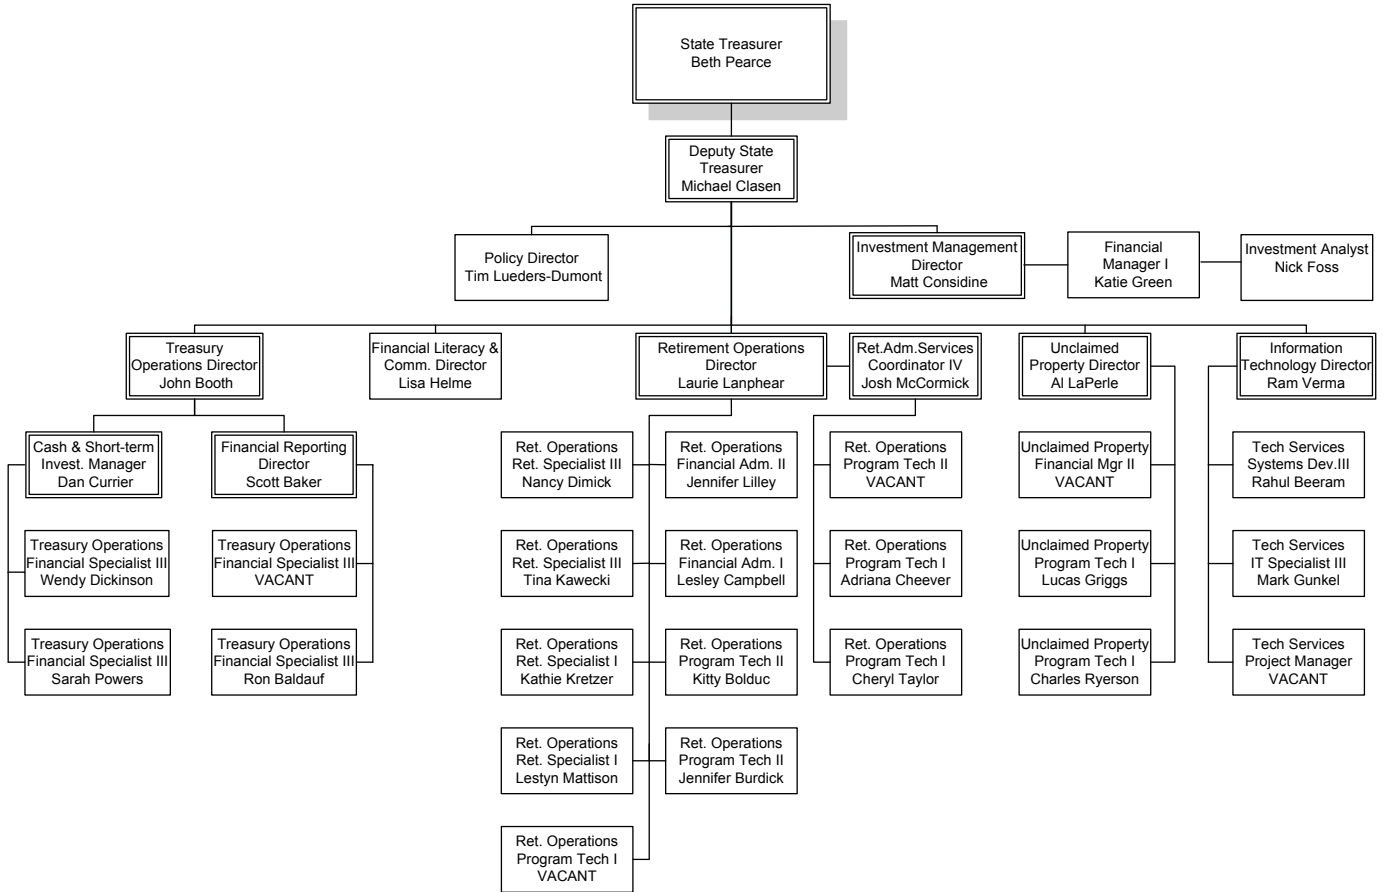 State Treasurer
Beth Pearce
Deputy State
Treasurer
Michael Clasen
Policy Director
Tim Lueders-Dumont
Investment Management
Director
Matt Considine
Financial
Manager I
Katie Green
Investment Analyst
Nick Foss
Treasury
Operations Director
John Booth
Financial Literacy &
Comm. Director
Lisa Helme
Retirement Operations
Director
Laurie Lanphear
Ret.Adm.Services
Coordinator IV
Josh McCormick
Unclaimed
Property Director
Al LaPerle
Information
Technology Director
Ram Verma
Cash & Short-term
Invest. Manager
Dan Currier
Financial Reporting
Director
Scott Baker
Ret. Operations
Ret. Specialist III
Nancy Dimick
Ret. Operations
Financial Adm. II
Jennifer Lilley
Ret. Operations
Program Tech II
VACANT
Unclaimed Property
Financial Mgr II
VACANT
Tech Services
Systems Dev.III
Rahul Beeram
Treasury Operations
Financial Specialist III
Wendy Dickinson
Treasury Operations
Financial Specialist III
VACANT
Ret. Operations
Ret. Specialist III
Tina Kawecki
Ret. Operations
Financial Adm. I
Lesley Campbell
Ret. Operations
Program Tech I
Adriana Cheever
Unclaimed Property
Program Tech I
Lucas Griggs
Tech Services
IT Specialist III
Mark Gunkel
Treasury Operations
Financial Specialist III
Sarah Powers
Treasury Operations
Financial Specialist III
Ron Baldauf
Ret. Operations
Ret. Specialist I
Kathie Kretzer
Ret. Operations
Program Tech II
Kitty Bolduc
Ret. Operations
Program Tech I
Cheryl Taylor
Unclaimed Property
Program Tech I
Charles Ryerson
Tech Services
Project Manager
VACANT
Ret. Operations
Ret. Specialist I
Lestyn Mattison
Ret. Operations
Program Tech II
Jennifer Burdick
Ret. Operations
Program Tech I
VACANT